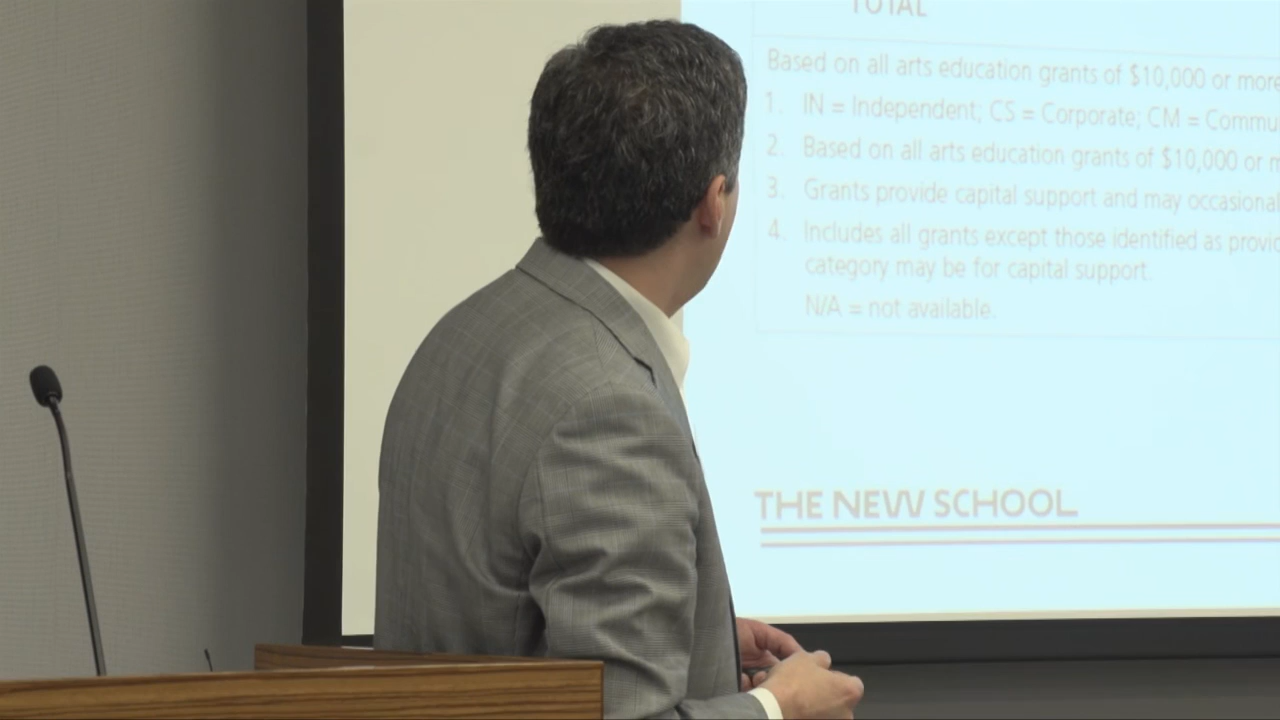 TOTAL
Based on all arts education grants of $10,000 or more
1. IN = Independent; CS = Corporate; CM = Commu
2. Based on all arts education grants of $10,000 or m
3. Grants provide capital support and may occasional
4. Includes all grants except those identified as provid
category may be for capital support.
N/A = not available.
THE NEW SCHOOL